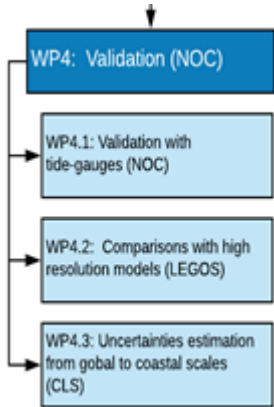 WP4: Validation (NOC)
WP4.1: Validation with
tide-gauges (NOC)
WP4.2: Comparisons with high
resolution models (LEGOS)
WP4.3: Uncertainties estimation
from gobal to coastal scales
(CLS)